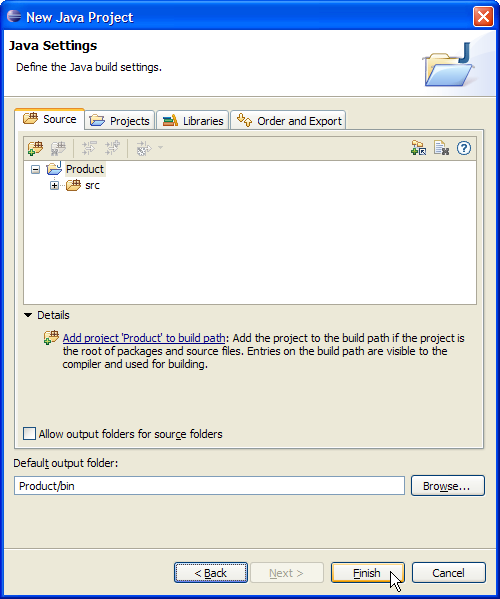 New Java Project
Java Settings
Define the Java build settings.
Source Projects Libraries Order and Export
Product
src
Details
Add project 'Product' to build path: Add the project to the build path if the project is
the root of packages and source files. Entries on the build path are visible to the
compiler and used for building.
Allow output folders for source folders
Default output folder:
Product/bin
Browse...
< Back
Next >
Finish
Cancel